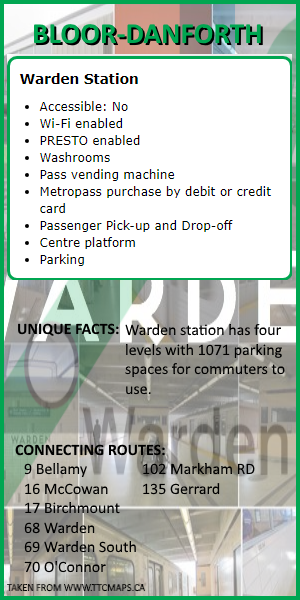 BLOOR-DANFORTH
Warden Station
• Accessible: No
• Wi-Fi enabled
• PRESTO enabled
• Washrooms
• Pass vending machine
• Metropass purchase by debit or credit
card
• Passenger Pick-up and Drop-off
• Centre platform
• Parking
ARDE
UNIQUE FACTS: Warden station has four
levels with 1071 parking
spaces for commuters to
use.
WARDEN
Warden
CONNECTING ROUTES:
9 Bellamy 102 Markham RD
16 McCowan 135 Gerrard
17 Birchmount
68 Warden
69 Warden South
70 O'Connor
TAKEN FROM WWW.TTCMAPS.CA